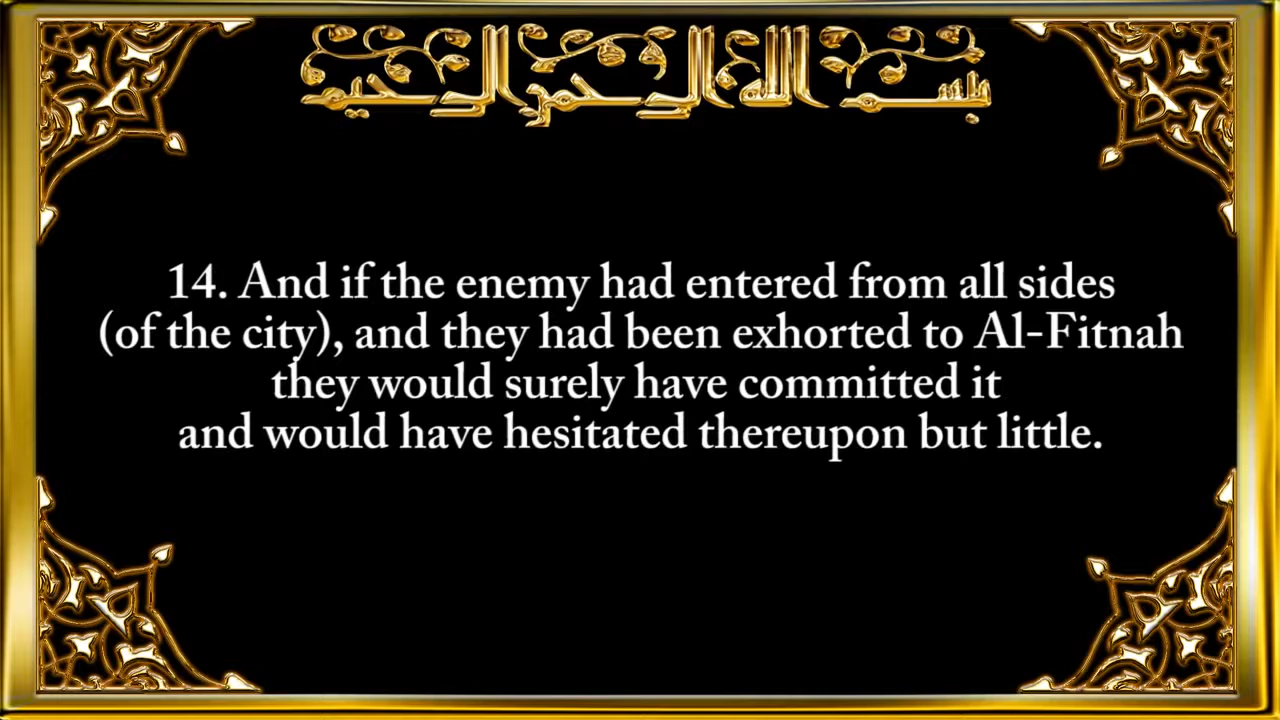 بسم الله الرحمن الرحيم
14. And if the enemy had entered from all sides
(of the city), and they had been exhorted to Al-Fitnah
they would surely have committed it
and would have hesitated thereupon but little.